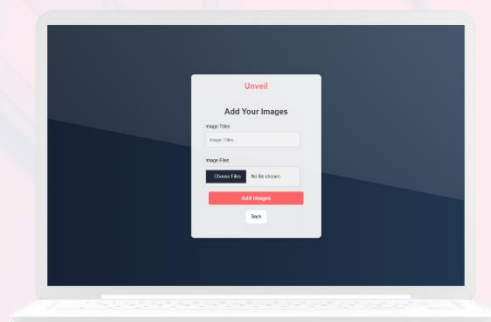 Unveil
Add Your Images
Image Titles
Image Titles
Image Files
Choose Files No file chosen
Add Images
Back